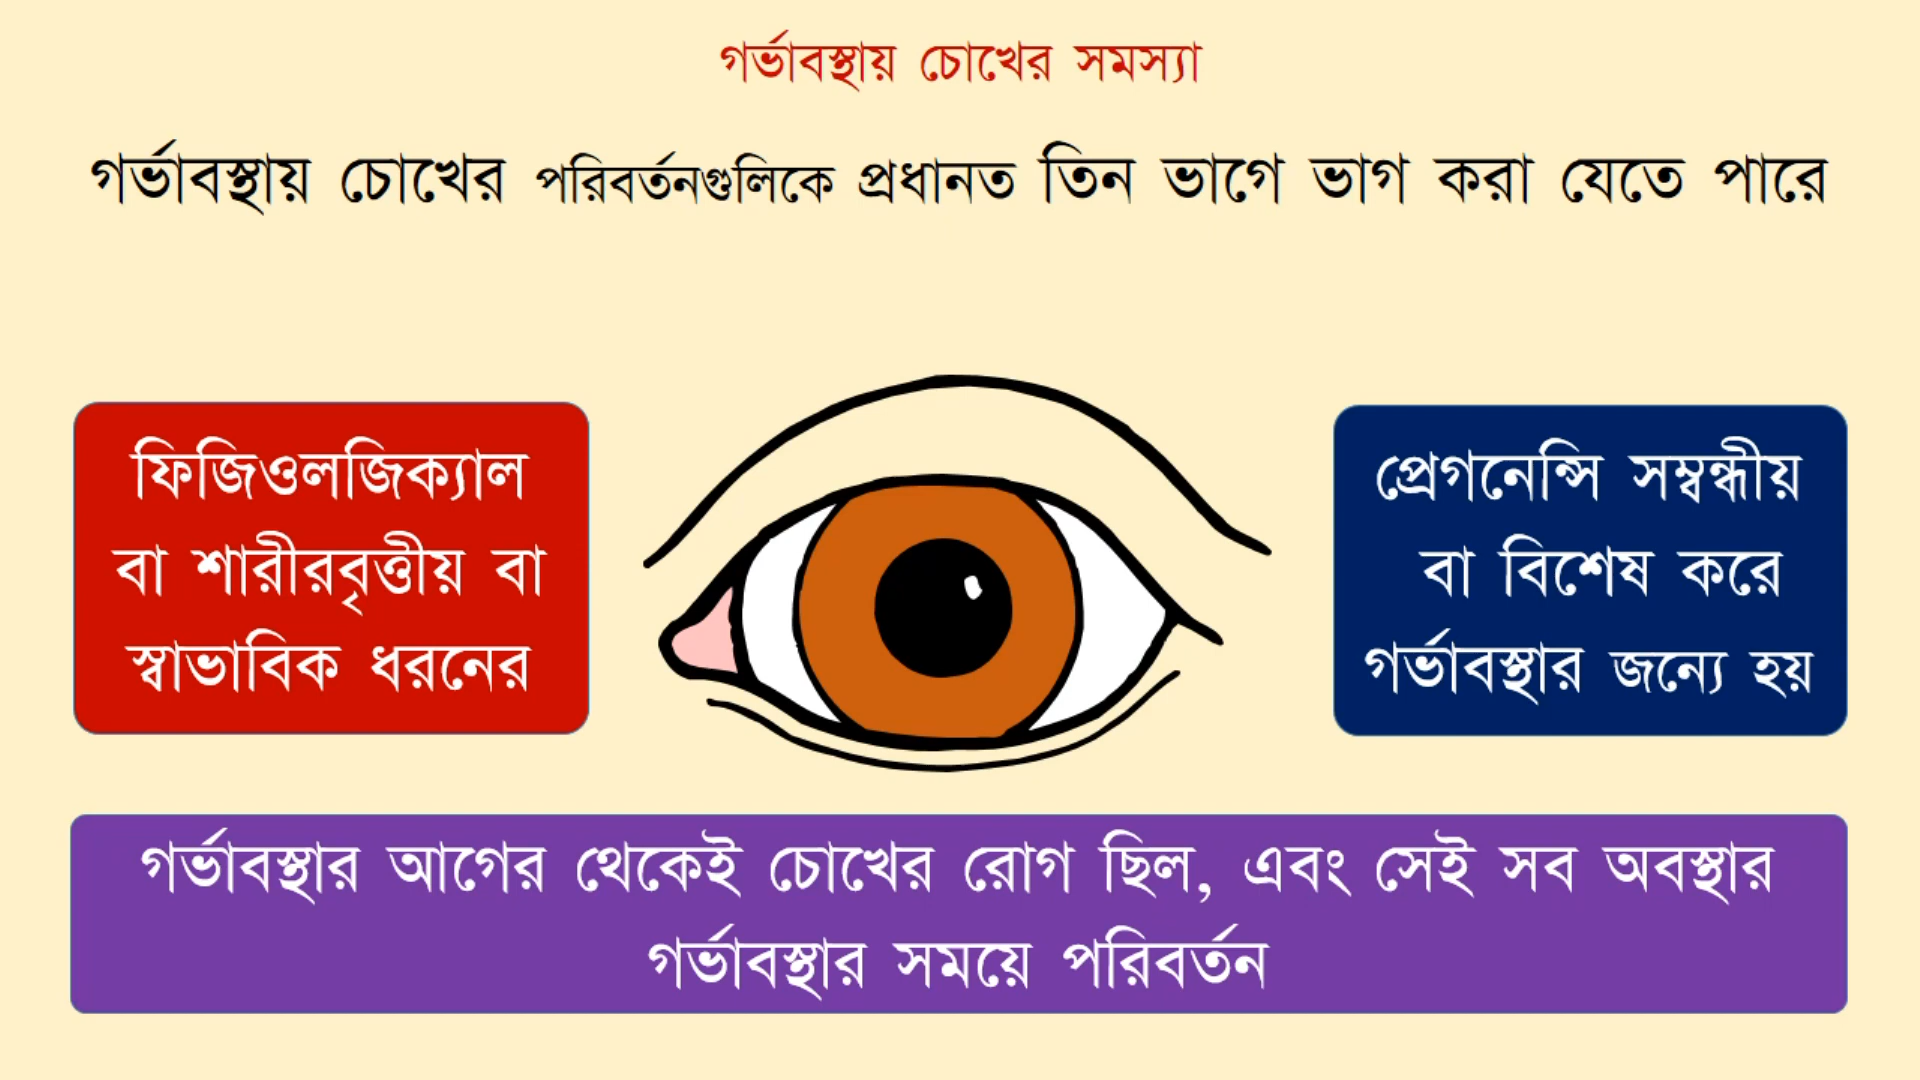 গর্ভাবস্থায় চোখের সমস্যা
গর্ভাবস্থায় চোখের পরিবর্তনগুলিকে প্রধানত তিন ভাগে ভাগ করা যেতে পারে
ফিজিওলজিক্যাল
বা শারীরবৃত্তীয় বা
স্বাভাবিক ধরনের
প্রেগনেন্সি সম্বন্ধীয়
বা বিশেষ করে
গর্ভাবস্থার জন্যে হয়
গর্ভাবস্থার আগের থেকেই চোখের রোগ ছিল, এবং সেই সব অবস্থার
গর্ভাবস্থার সময়ে পরিবর্তন